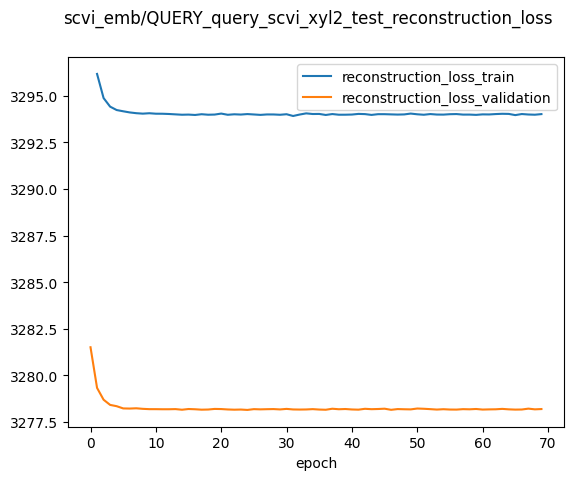 scvi_emb/QUERY_query_scvi_xyl2_test_reconstruction_loss
reconstruction_loss_train
reconstruction_loss_validation
3295.0
3292.5
3290.0
3287.5
3285.0
3282.5
3280.0
3277.5
0 10 20 30 40 50 60 70
epoch